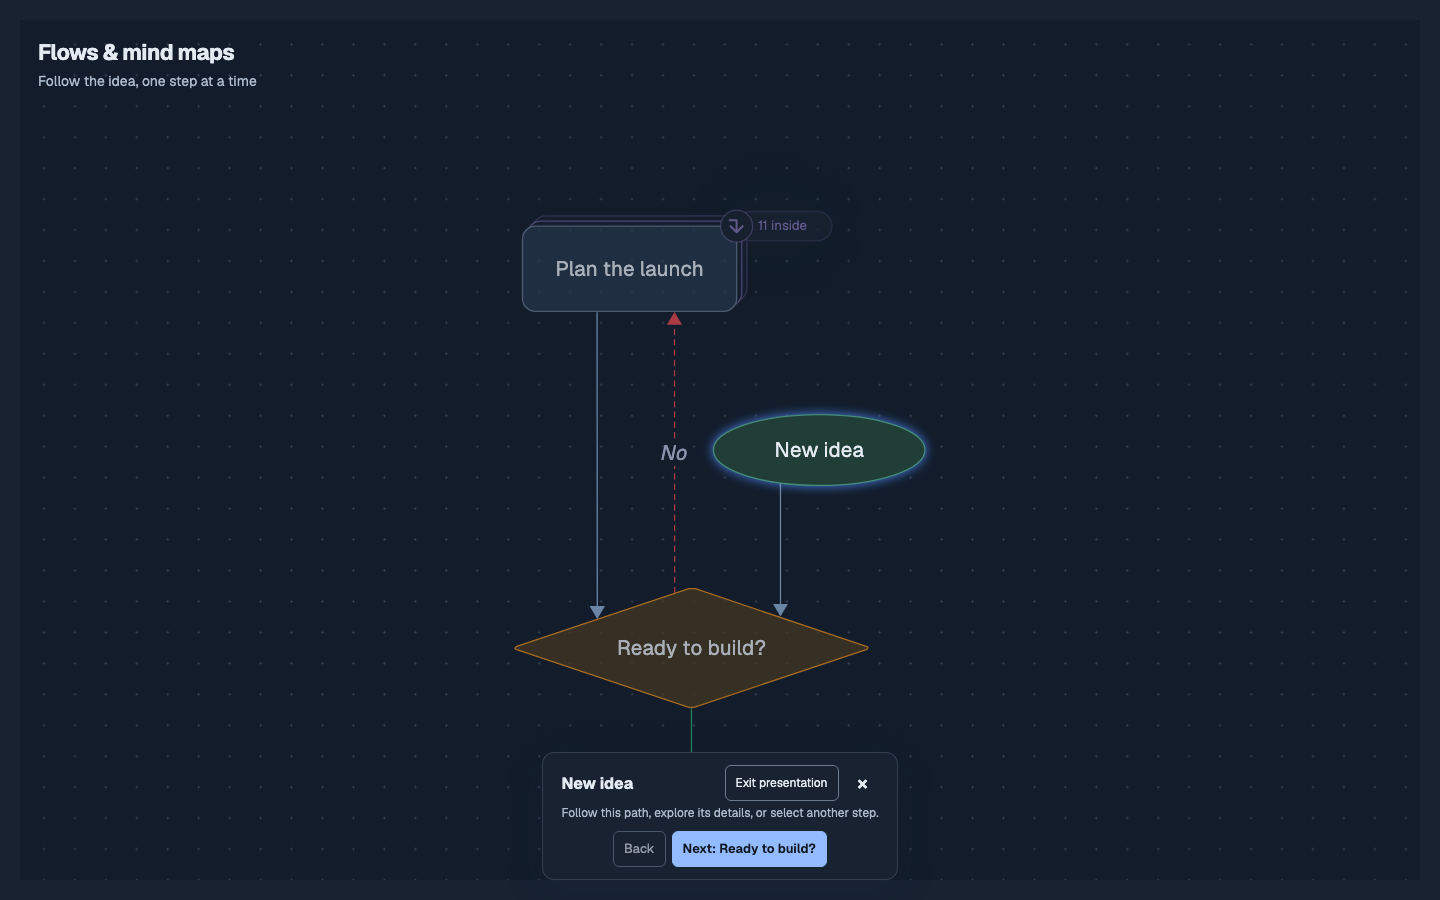 Flows & mind maps
Follow the idea, one step at a time
11 inside
Plan the launch
No
New idea
Ready to build?
New idea
Exit presentation
Follow this path, explore its details, or select another step.
Back
Next: Ready to build?